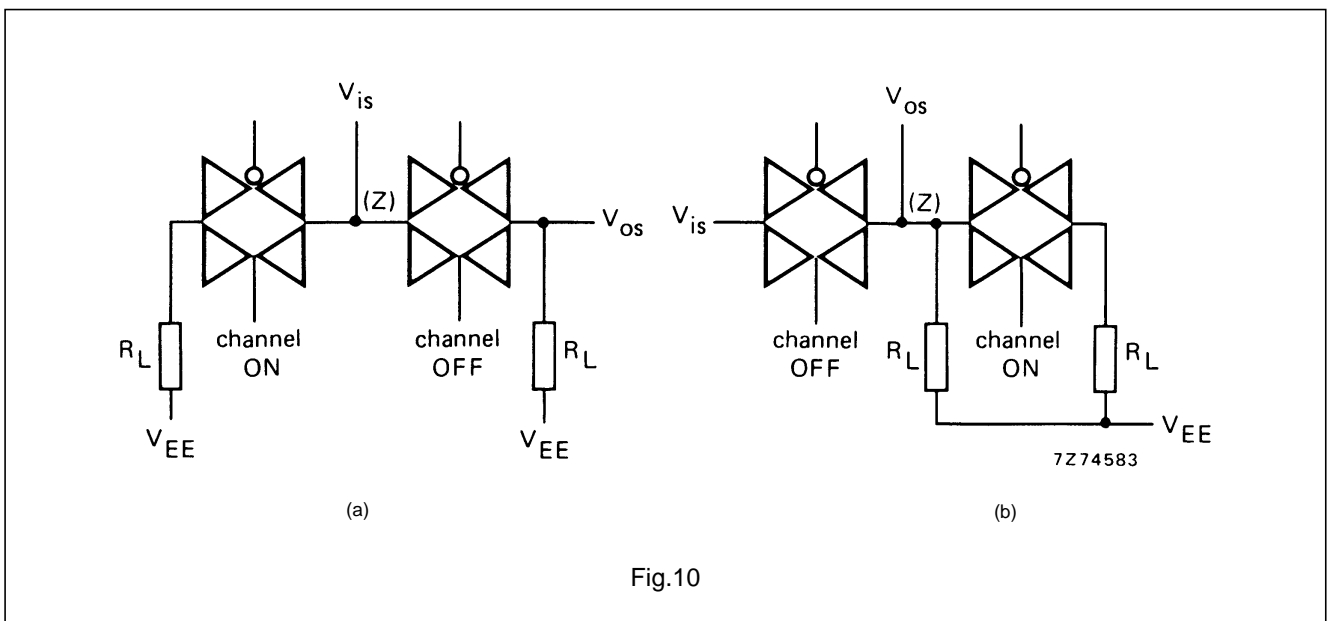 V_is
(Z)
V_os
R_L
channel
ON
channel
OFF
R_L
V_EE
V_EE
(a)
V_os
V_is
(Z)
channel
OFF
R_L
channel
ON
R_L
V_EE
7Z74583
(b)
Fig.10